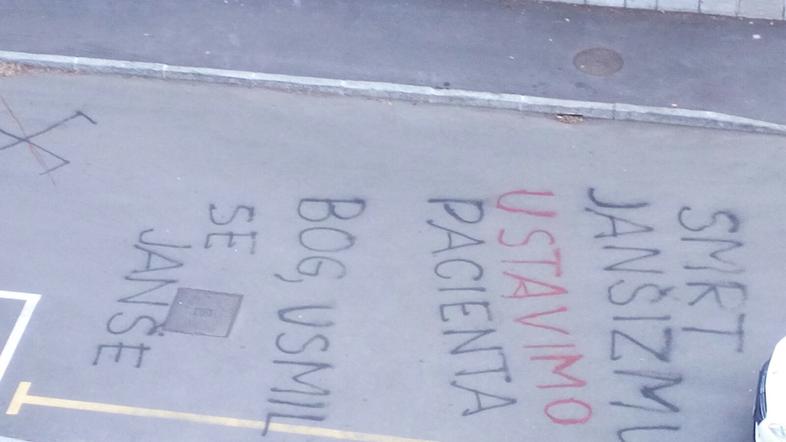 SMRT
JANŠIZMU
USTAVIMO
PACIENTA
BOG, USMIL
SE
JANŠE